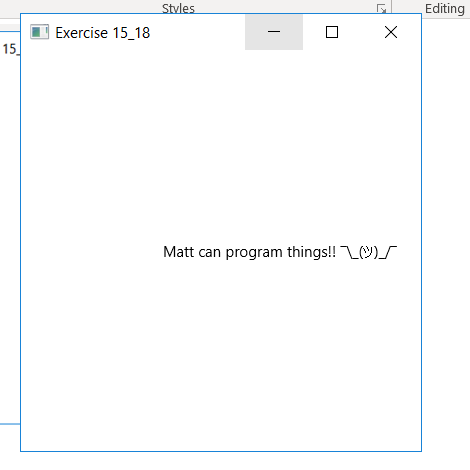 Styles
Editing
Exercise 15_18
15_
Matt can program things!! ¯\_(ツ)_/¯